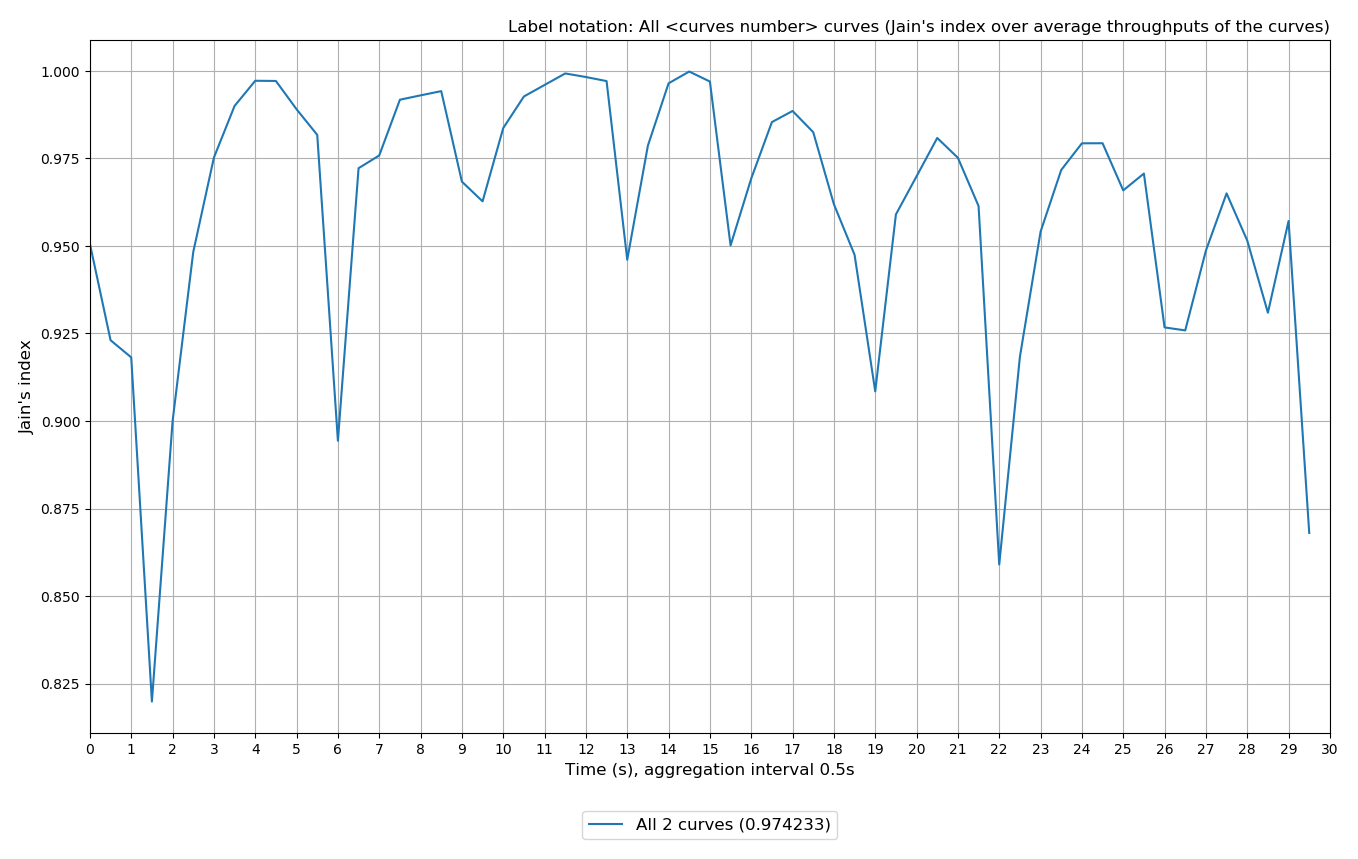 Label notation: All <curves number> curves (Jain's index over average throughputs of the curves)
1.000
0.975
0.950
0.925
0.900
0.875
0.850
0.825
Jain's index
0 1 2 3 4 5 6 7 8 9 10 11 12 13 14 15 16 17 18 19 20 21 22 23 24 25 26 27 28 29 30
Time (s), aggregation interval 0.5s
All 2 curves (0.974233)